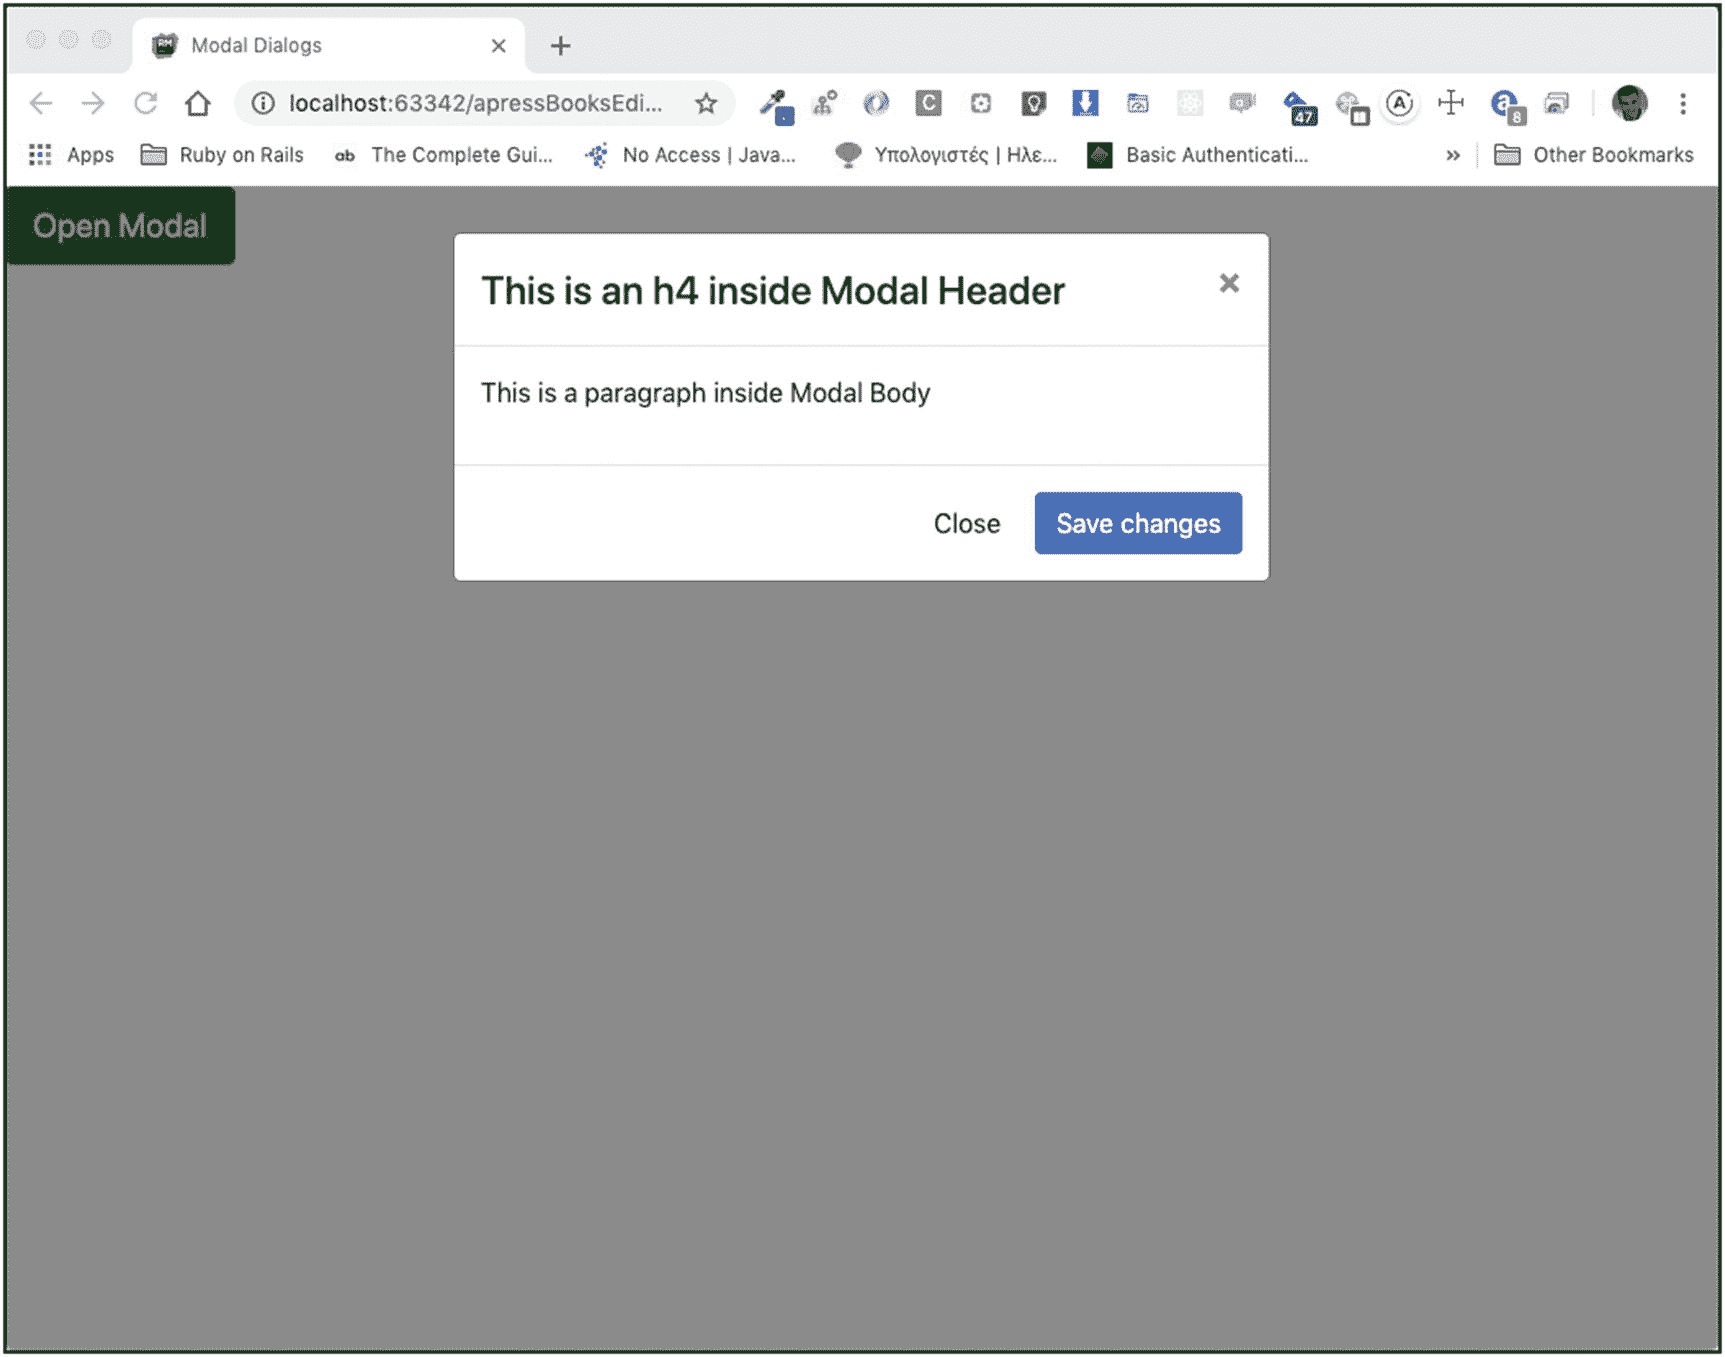 Modal Dialogs
localhost:63342/apressBooksEdi...
47
8
Apps Ruby on Rails The Complete Gui... No Access | Java... Υπολογιστές | Ηλε... Basic Authenticati... » Other Bookmarks
Open Modal
This is an h4 inside Modal Header ×
This is a paragraph inside Modal Body
Close Save changes